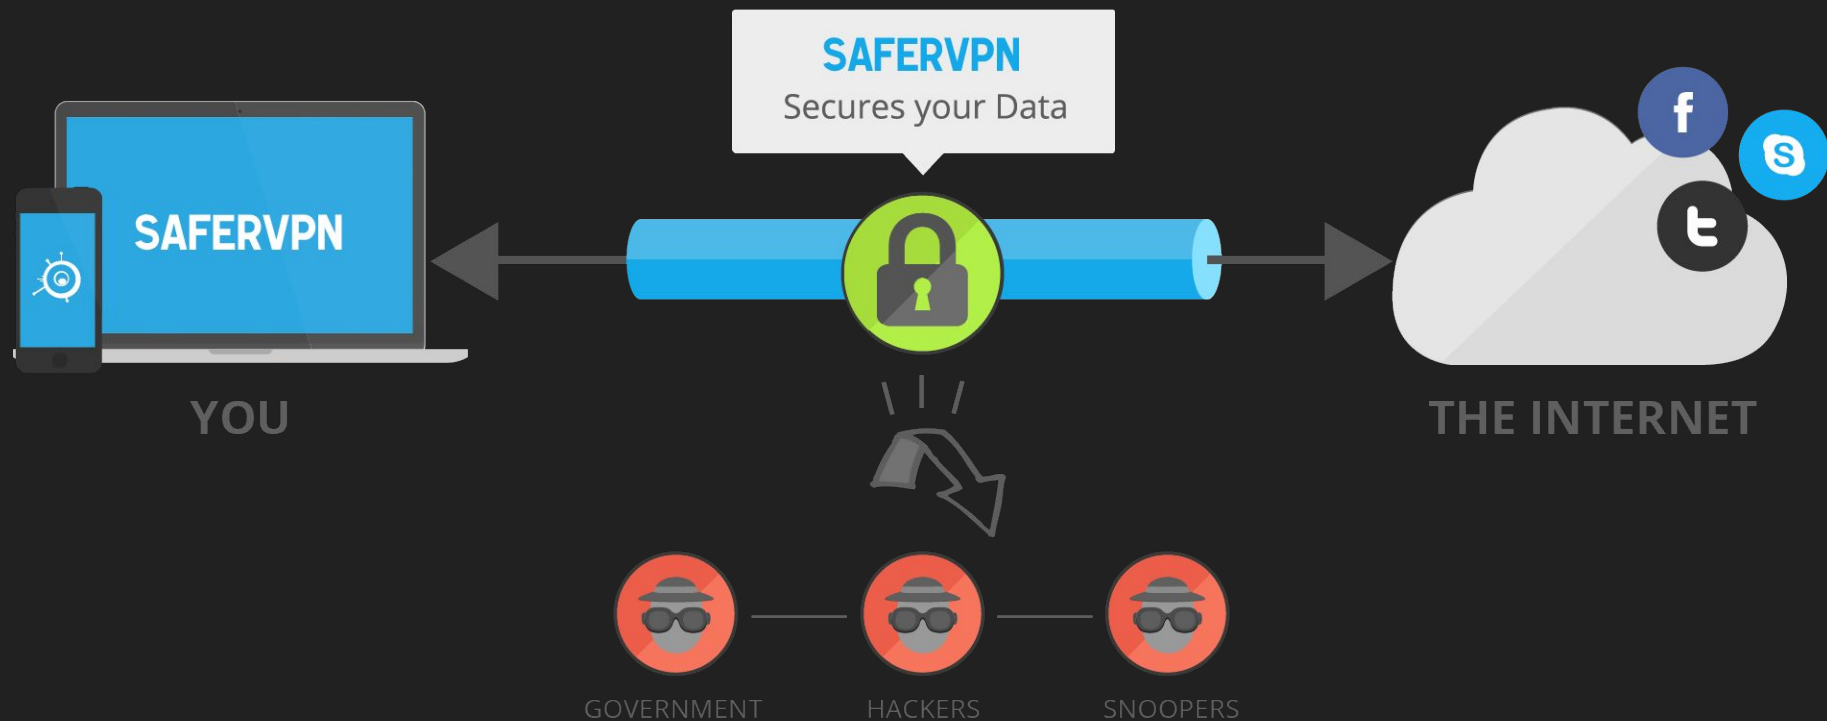 SAFERVPN
Secures your Data
SAFERVPN
YOU
THE INTERNET
GOVERNMENT
HACKERS
SNOOPERS